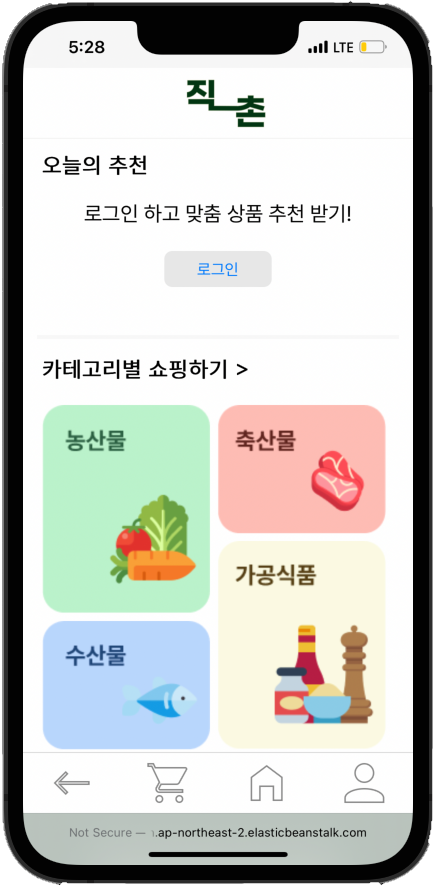 5:28
LTE
직촌
오늘의 추천
로그인 하고 맞춤 상품 추천 받기!
로그인
카테고리별 쇼핑하기 >
농산물
축산물
가공식품
수산물
Not Secure — .ap-northeast-2.elasticbeanstalk.com